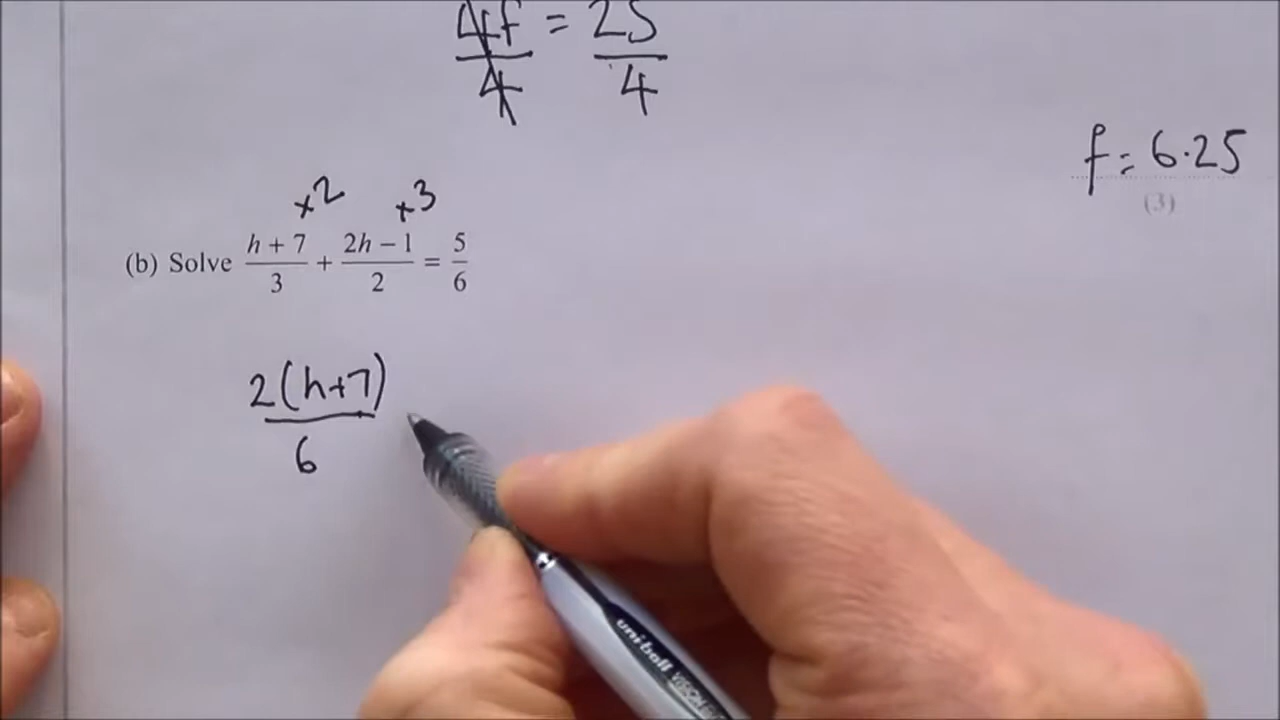 4f = 25
4 4
f = 6.25
(3)
×2 ×3
(b) Solve h + 7 + 2h − 1 = 5
3 2 6
2(h+7)
6
uni-ball VISION